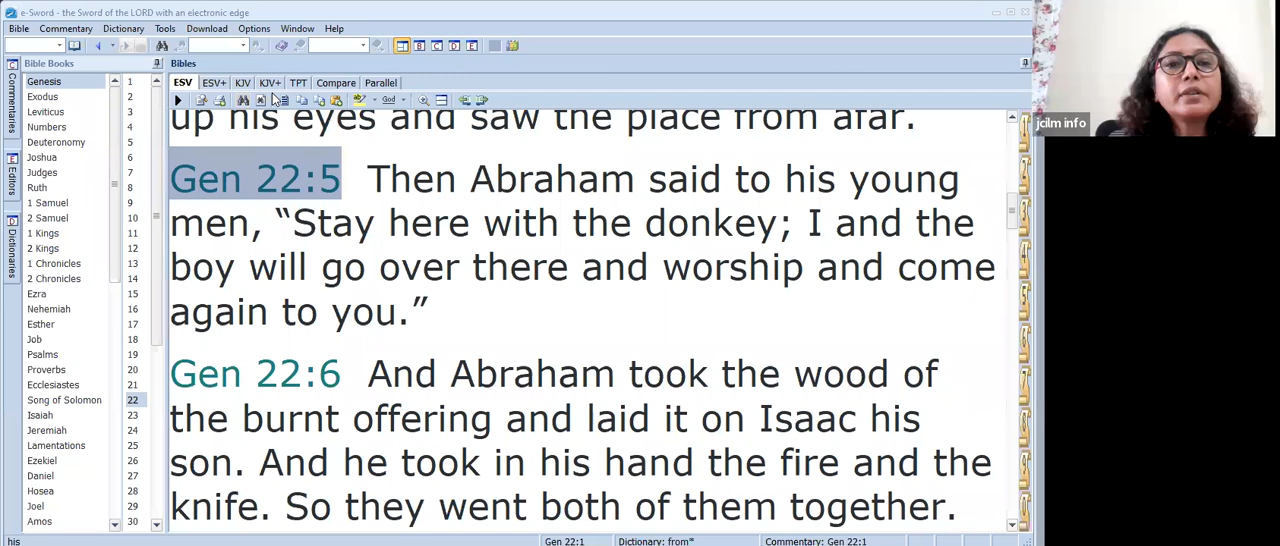 e-Sword - the Sword of the LORD with an electronic edge
Bible Commentary Dictionary Tools Download Options Window Help
B C D E
Bible Books
Bibles
ESV ESV+ KJV KJV+ TPT Compare Parallel
God
Commentaries
Editors
Dictionaries
Genesis 1
Exodus 2
Leviticus 3
Numbers 4
Deuteronomy 5
Joshua 6
Judges 7
Ruth 8
1 Samuel 9
2 Samuel 10
1 Kings 11
2 Kings 12
1 Chronicles 13
2 Chronicles 14
Ezra 15
Nehemiah 16
Esther 17
Job 18
Psalms 19
Proverbs 20
Ecclesiastes 21
Song of Solomon 22
Isaiah 23
Jeremiah 24
Lamentations 25
Ezekiel 26
Daniel 27
Hosea 28
Joel 29
Amos 30
up his eyes and saw the place from afar.
Gen 22:5 Then Abraham said to his young
men, “Stay here with the donkey; I and the
boy will go over there and worship and come
again to you.”
Gen 22:6 And Abraham took the wood of
the burnt offering and laid it on Isaac his
son. And he took in his hand the fire and the
knife. So they went both of them together.
jcilm info
his
Gen 22:1
Dictionary: from*
Commentary: Gen 22:1